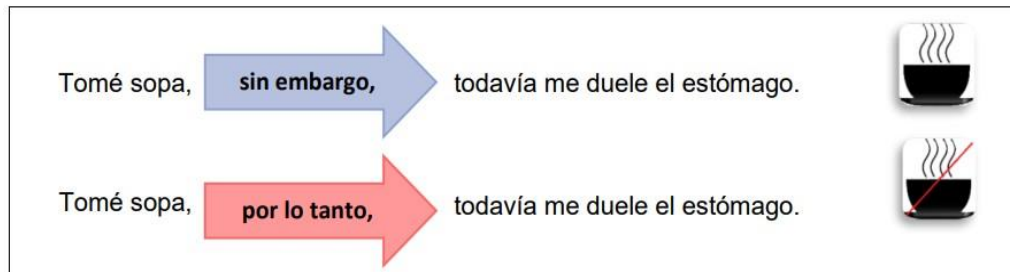 Tomé sopa, sin embargo, todavía me duele el estómago.
Tomé sopa, por lo tanto, todavía me duele el estómago.